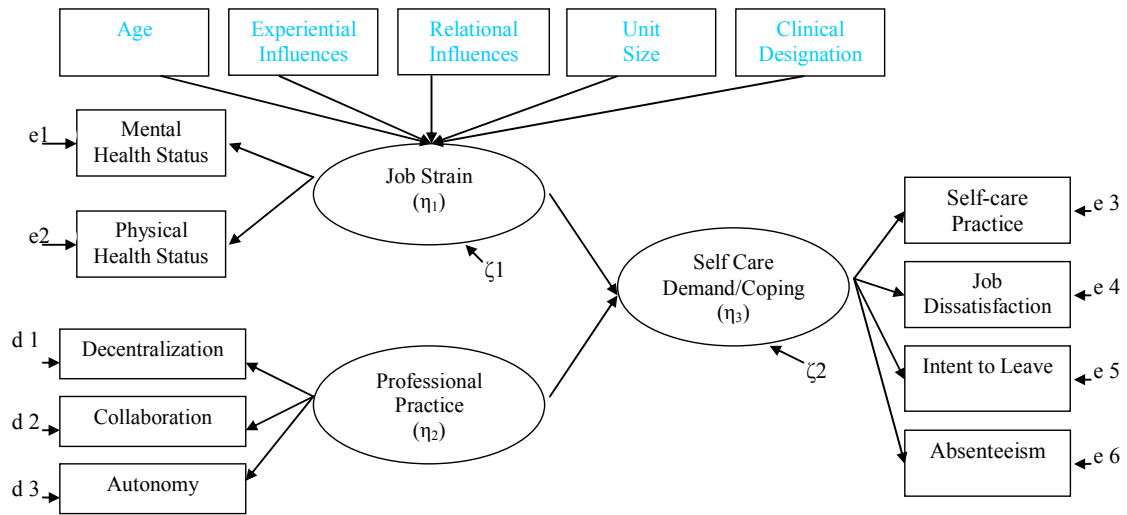 Age
Experiential
Influences
Relational
Influences
Unit
Size
Clinical
Designation
e1
Mental
Health Status
e2
Physical
Health Status
Job Strain
(η₁)
ζ1
Self Care
Demand/Coping
(η₃)
ζ2
Self-care
Practice
e 3
Job
Dissatisfaction
e 4
Intent to Leave
e 5
Absenteeism
e 6
d 1
Decentralization
d 2
Collaboration
d 3
Autonomy
Professional
Practice
(η₂)